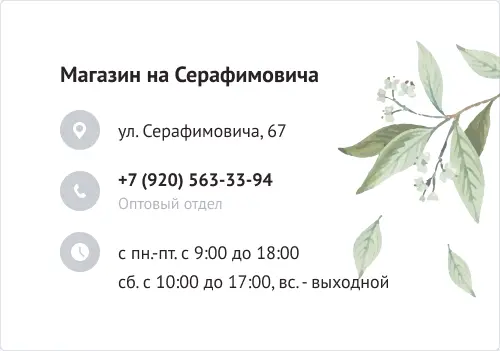 Магазин на Серафимовича
ул. Серафимовича, 67
+7 (920) 563-33-94
Оптовый отдел
с пн.-пт. с 9:00 до 18:00
сб. с 10:00 до 17:00, вс. - выходной